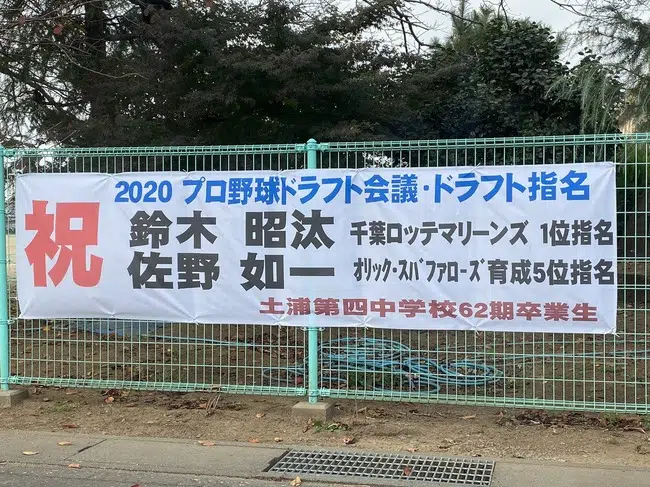 祝
2020 プロ野球ドラフト会議・ドラフト指名
鈴木 昭汰 千葉ロッテマリーンズ 1位指名
佐野 如一 オリック・スバファローズ 育成5位指名
土浦第四中学校62期卒業生